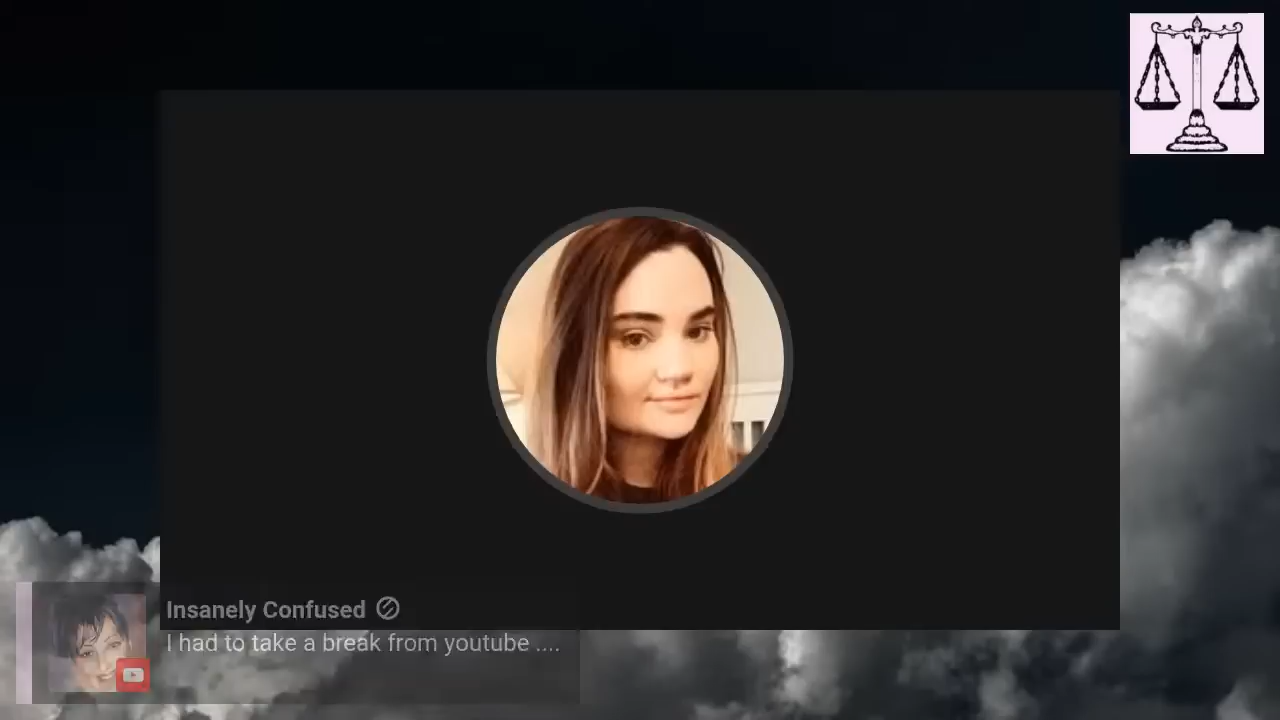 Insanely Confused
I had to take a break from youtube ....